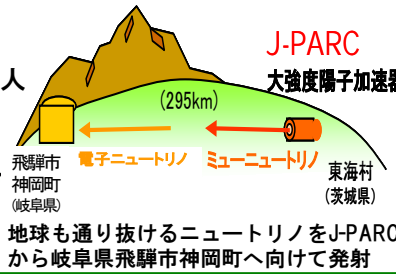 J-PARC
人
大強度陽子加速器
(295km)
電子ニュートリノ
ミューニュートリノ
飛騨市
神岡町
(岐阜県)
東海村
(茨城県)
地球も通り抜けるニュートリノをJ-PARC
から岐阜県飛騨市神岡町へ向けて発射